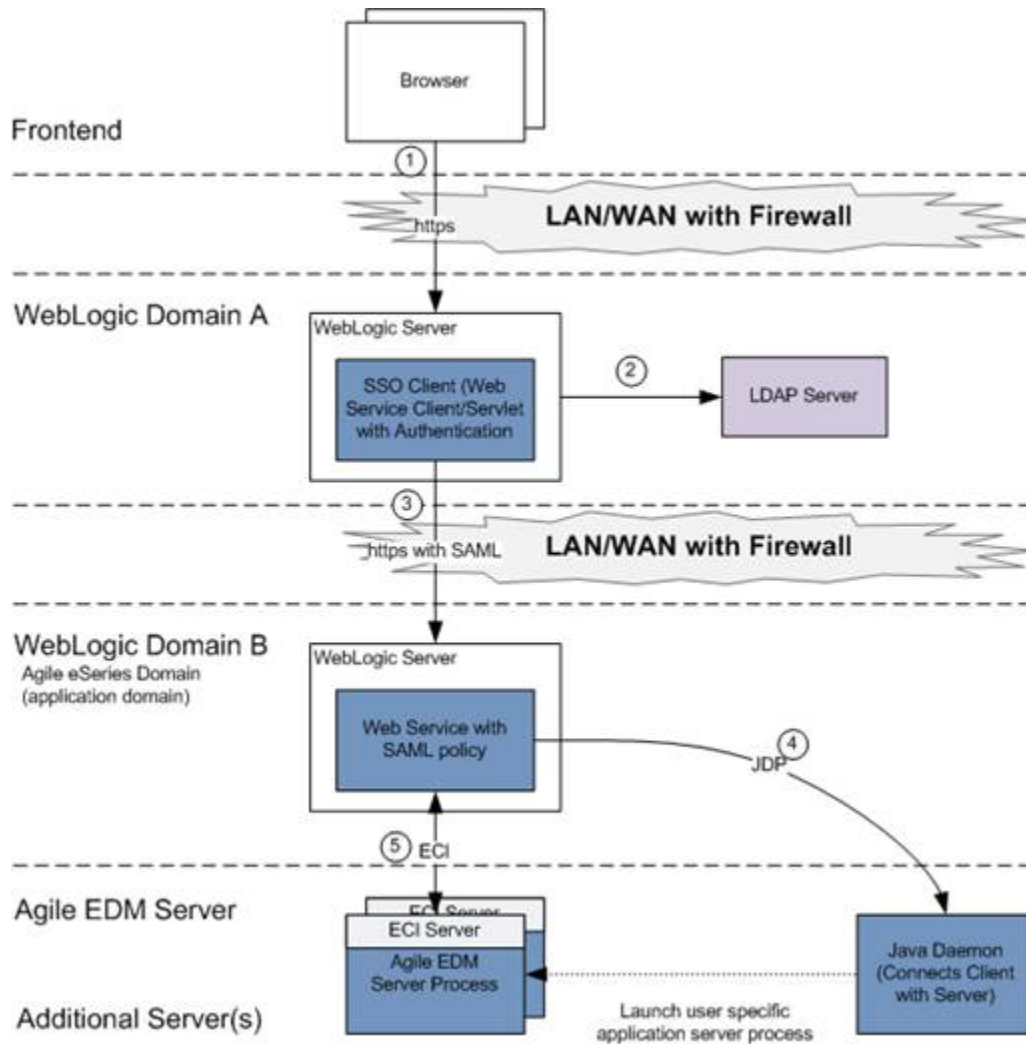 Browser
Frontend
1
https
LAN/WAN with Firewall
WebLogic Domain A
WebLogic Server
SSO Client (Web
Service Client/Servlet
with Authentication
2
LDAP Server
3
https with SAML
LAN/WAN with Firewall
WebLogic Domain B
Agile eSeries Domain
(application domain)
WebLogic Server
Web Service with
SAML policy
4
JDP
5
ECI
Agile EDM Server
ECI Server
ECI Server
Agile EDM
Server Process
Java Daemon
(Connects Client
with Server)
Launch user specific
application server process
Additional Server(s)